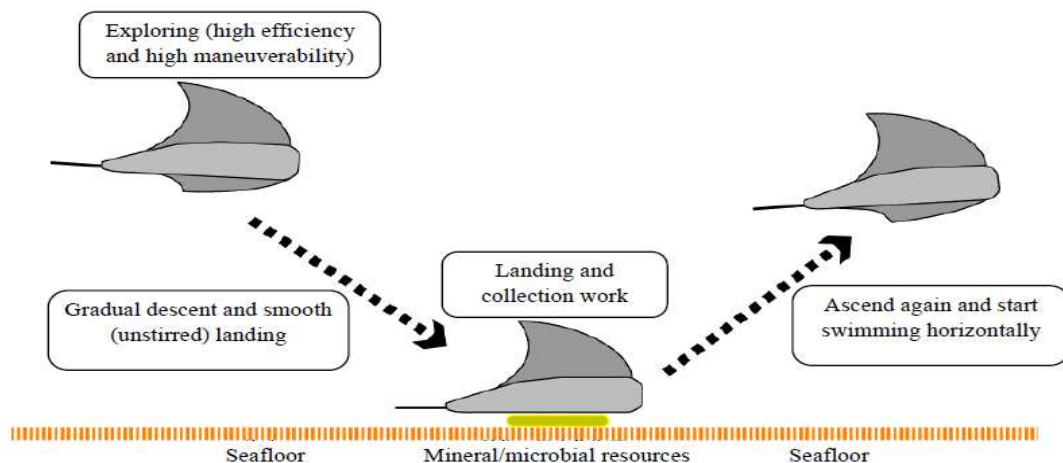 Exploring (high efficiency
and high maneuverability)
Landing and
collection work
Gradual descent and smooth
(unstirred) landing
Ascend again and start
swimming horizontally
Seafloor
Mineral/microbial resources
Seafloor